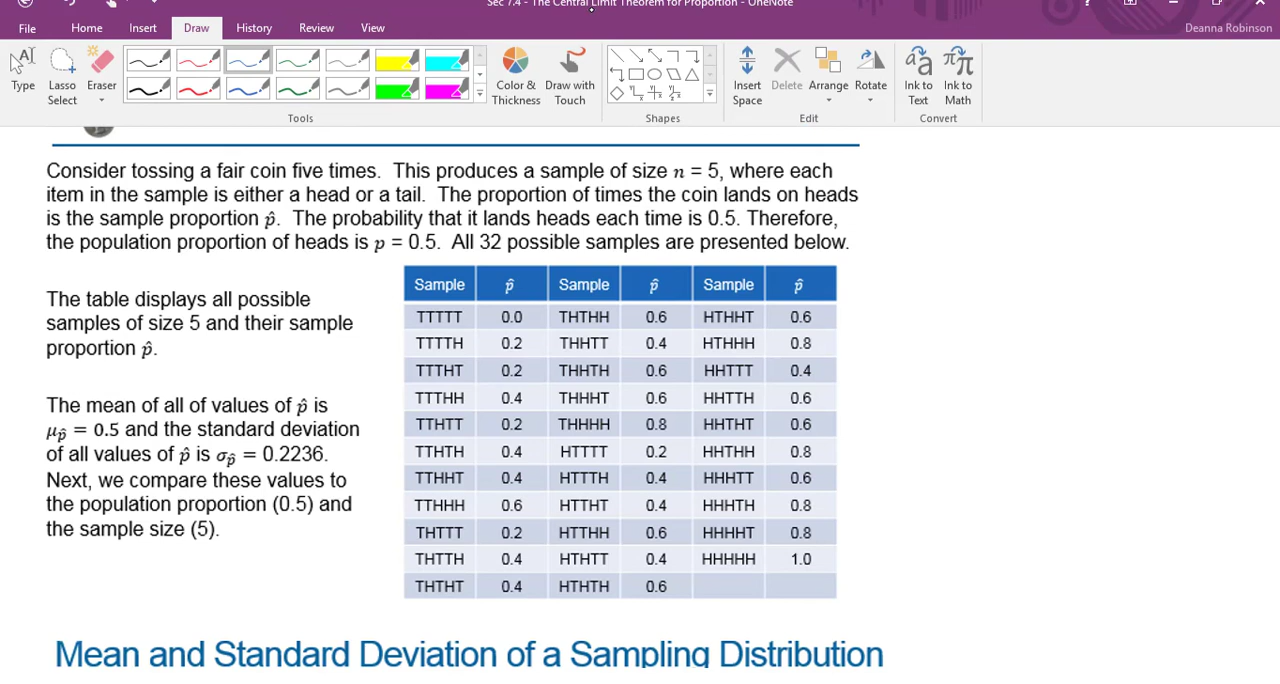 Sec 7.4 - The Central Limit Theorem for Proportion - OneNote
?
File Home Insert Draw History Review View Deanna Robinson
Type Lasso Select Eraser Color & Thickness Draw with Touch Insert Space Delete Arrange Rotate Ink to Text Ink to Math
Tools Shapes Edit Convert
Consider tossing a fair coin five times. This produces a sample of size n = 5, where each
item in the sample is either a head or a tail. The proportion of times the coin lands on heads
is the sample proportion p̂. The probability that it lands heads each time is 0.5. Therefore,
the population proportion of heads is p = 0.5. All 32 possible samples are presented below.
The table displays all possible
samples of size 5 and their sample
proportion p̂.
The mean of all of values of p̂ is
μp̂ = 0.5 and the standard deviation
of all values of p̂ is σp̂ = 0.2236.
Next, we compare these values to
the population proportion (0.5) and
the sample size (5).
Sample p̂ Sample p̂ Sample p̂
TTTTT 0.0 THTHH 0.6 HTHHT 0.6
TTTTH 0.2 THHTT 0.4 HTHHH 0.8
TTTHT 0.2 THHTH 0.6 HHTTT 0.4
TTTHH 0.4 THHHT 0.6 HHTTH 0.6
TTHTT 0.2 THHHH 0.8 HHTHT 0.6
TTHTH 0.4 HTTTT 0.2 HHTHH 0.8
TTHHT 0.4 HTTTH 0.4 HHHTT 0.6
TTHHH 0.6 HTTHT 0.4 HHHTH 0.8
THTTT 0.2 HTTHH 0.6 HHHHT 0.8
THTTH 0.4 HTHTT 0.4 HHHHH 1.0
THTHT 0.4 HTHTH 0.6
Mean and Standard Deviation of a Sampling Distribution